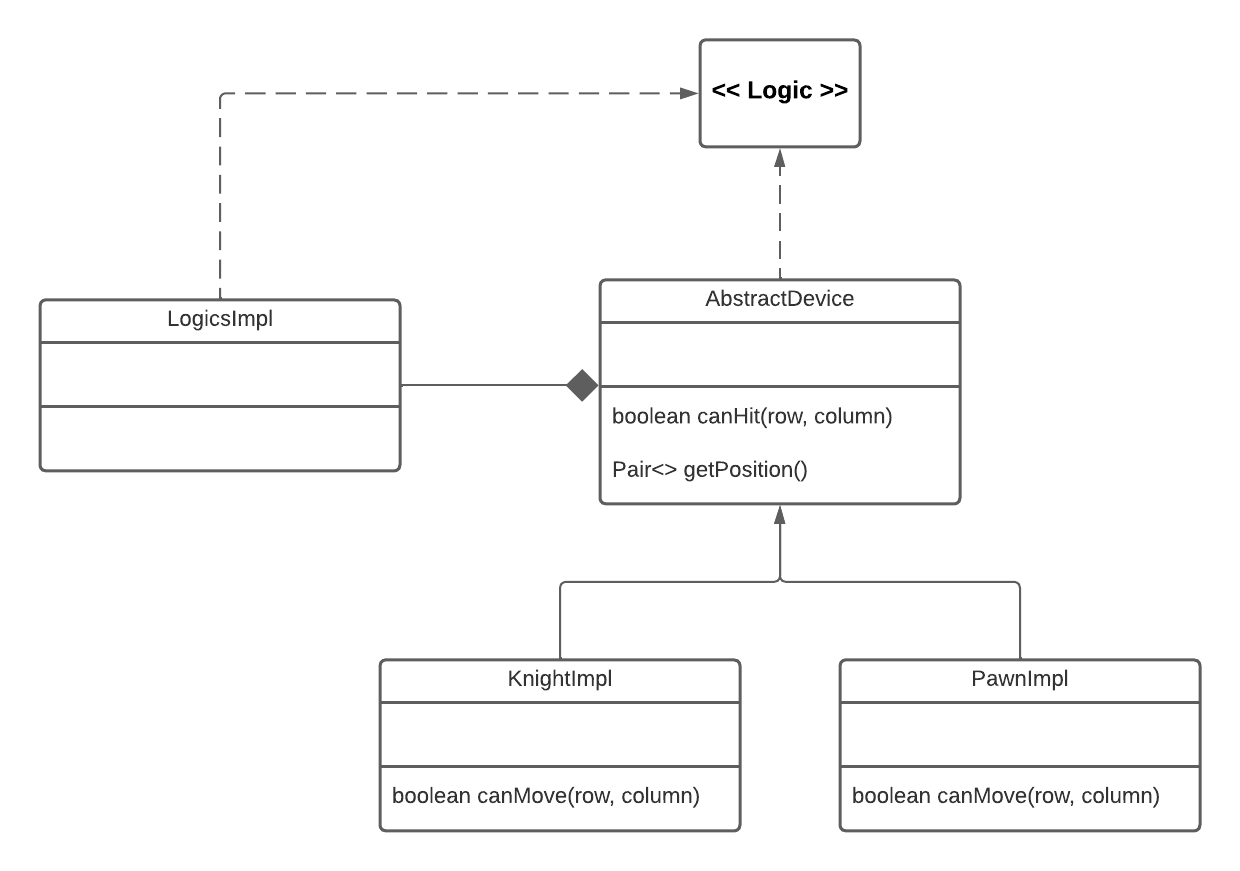 << Logic >>
LogicsImpl
AbstractDevice
boolean canHit(row, column)
Pair<> getPosition()
KnightImpl
boolean canMove(row, column)
PawnImpl
boolean canMove(row, column)